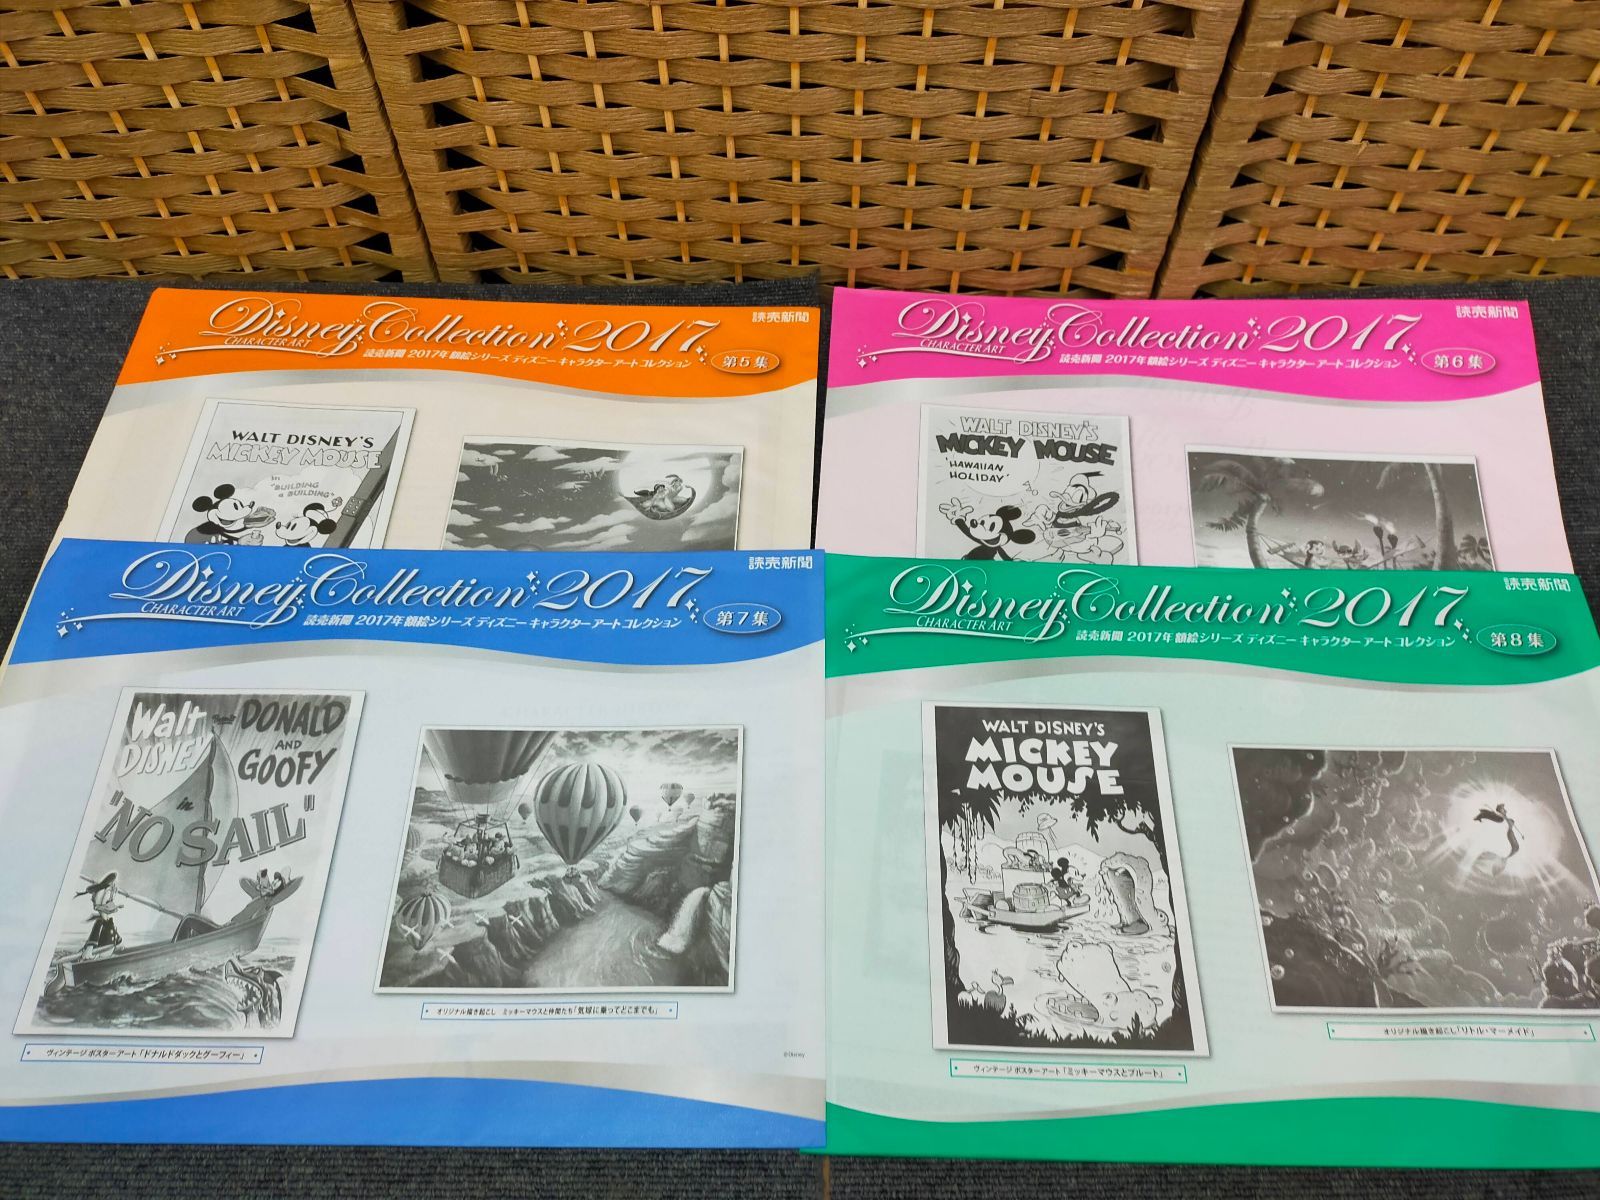 Disney Collection 2017
CHARACTER ART
読売新聞
読売新聞 2017年額絵シリーズ ディズニー キャラクター アート コレクション
第5集
WALT DISNEY'S
MICKEY MOUSE
in
"BUILDING
a BUILDING"
Disney Collection 2017
CHARACTER ART
読売新聞
読売新聞 2017年額絵シリーズ ディズニー キャラクター アート コレクション
第6集
WALT DISNEY'S
MICKEY MOUSE
"HAWAIIAN
HOLIDAY"
Disney Collection 2017
CHARACTER ART
読売新聞
読売新聞 2017年額絵シリーズ ディズニー キャラクター アート コレクション
第7集
Walt
DISNEY
Presents
DONALD
AND
GOOFY
in
"NO SAIL"
オリジナル描き起こし ミッキーマウスと仲間たち「気球に乗ってどこまでも」
ヴィンテージ ポスターアート「ドナルドダックとグーフィー」
©Disney
Disney Collection 2017
CHARACTER ART
読売新聞
読売新聞 2017年額絵シリーズ ディズニー キャラクター アート コレクション
第8集
WALT DISNEY'S
MICKEY
MOUSE
オリジナル描き起こし「リトル・マーメイド」
ヴィンテージ ポスターアート「ミッキーマウスとプルート」